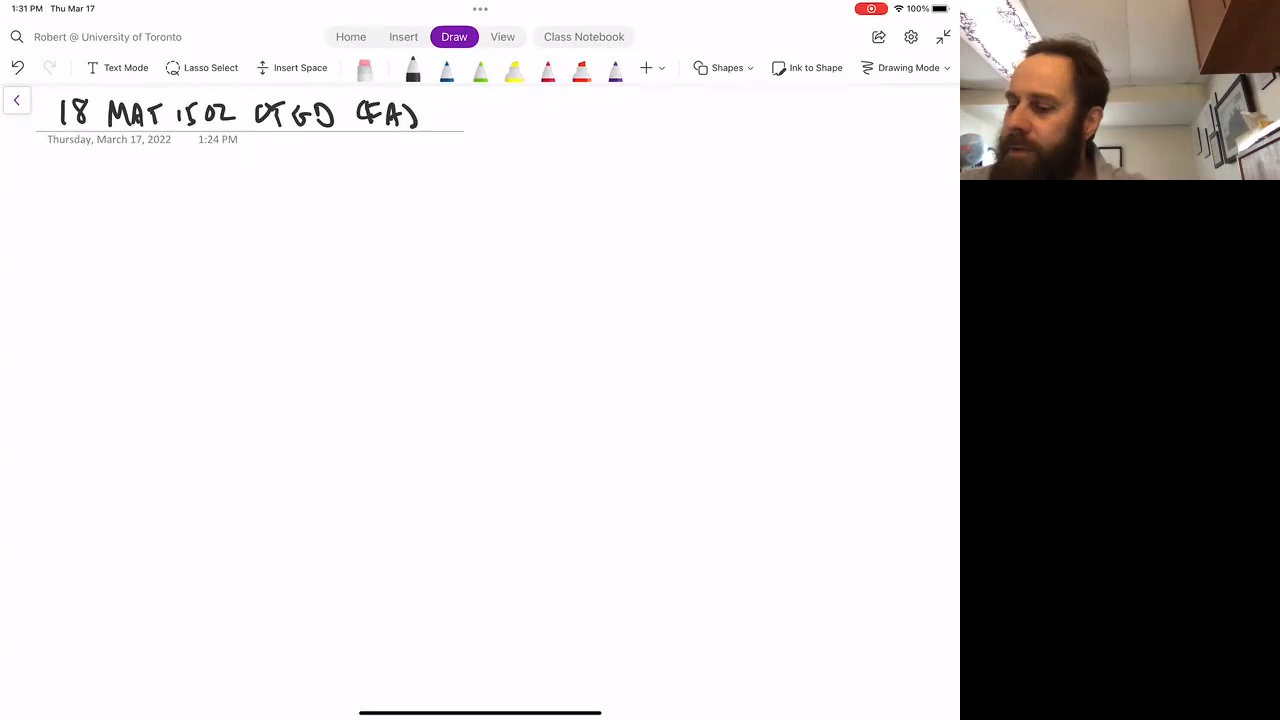 1:31 PM Thu Mar 17
100%
Robert @ University of Toronto
Home Insert Draw View Class Notebook
Text Mode Lasso Select Insert Space Shapes Ink to Shape Drawing Mode
18 MAT 1502
Thursday, March 17, 2022 1:24 PM